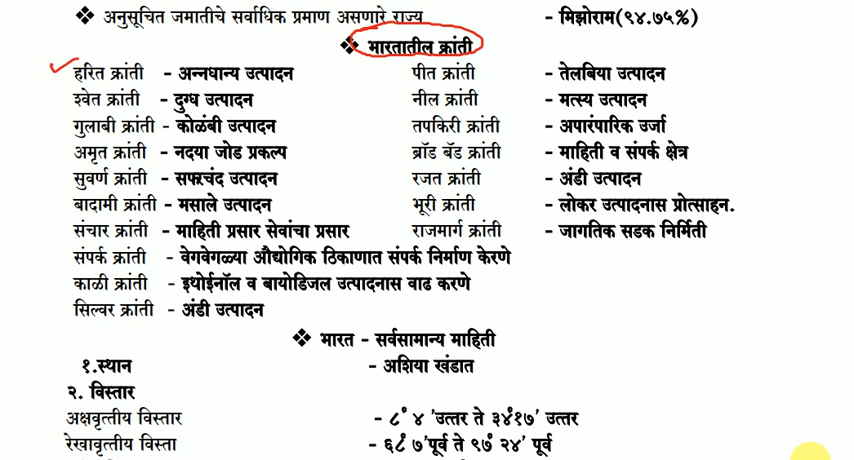 ❖ अनुसूचित जमातीचे सर्वाधिक प्रमाण असणारे राज्य - मिझोराम(९४.७५%)
❖ भारतातील क्रांती
हरित क्रांती - अन्नधान्य उत्पादन पीत क्रांती - तेलबिया उत्पादन
श्वेत क्रांती - दुग्ध उत्पादन नील क्रांती - मत्स्य उत्पादन
गुलाबी क्रांती - कोळंबी उत्पादन तपकिरी क्रांती - अपारंपारिक उर्जा
अमृत क्रांती - नदया जोड प्रकल्प ब्रॉड बॅड क्रांती - माहिती व संपर्क क्षेत्र
सुवर्ण क्रांती - सफ्रचंद उत्पादन रजत क्रांती - अंडी उत्पादन
बादामी क्रांती - मसाले उत्पादन भूरी क्रांती - लोकर उत्पादनास प्रोत्साहन.
संचार क्रांती - माहिती प्रसार सेवांचा प्रसार राजमार्ग क्रांती - जागतिक सडक निर्मिती
संपर्क क्रांती - वेगवेगळ्या औद्योगिक ठिकाणात संपर्क निर्माण केरणे
काळी क्रांती - इथोईनॉल व बायोडिजल उत्पादनास वाढ करणे
सिल्वर क्रांती - अंडी उत्पादन
❖ भारत - सर्वसामान्य माहिती
१.स्थान - अशिया खंडात
२. विस्तार
अक्षवृत्तीय विस्तार - ८° ४ 'उत्तर ते ३४°१७' उत्तर
रेखावृत्तीय विस्ता - ६८° ७'पूर्व ते ९७° २४' पूर्व